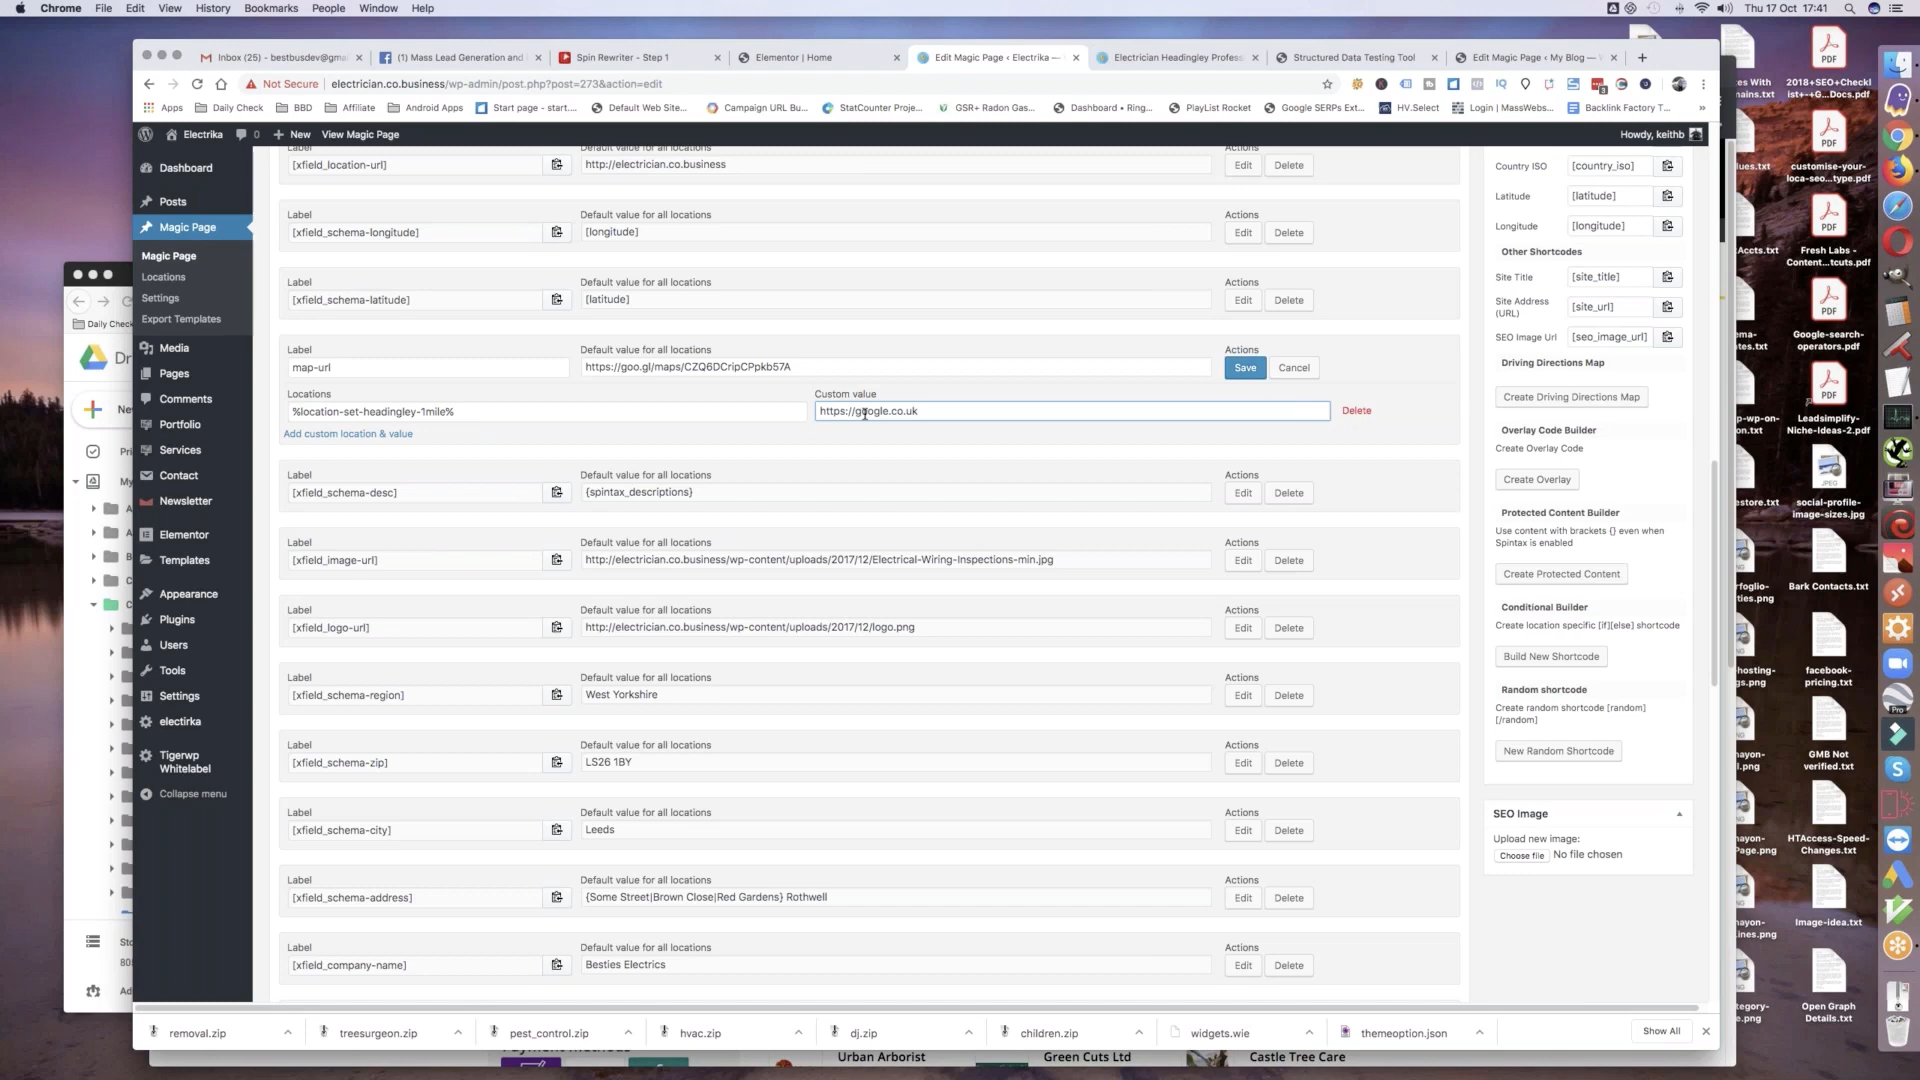 Chrome File Edit View History Bookmarks People Window Help Thu 17 Oct 17:41
Inbox (25) - bestbusdev@gma
(1) Mass Lead Generation and
Spin Rewriter - Step 1
Elementor | Home
Edit Magic Page ‹ Electrika —
Electrician Headingley Profess
Structured Data Testing Tool
Edit Magic Page ‹ My Blog —
Not Secure electrician.co.business/wp-admin/post.php?post=273&action=edit
Apps Daily Check BBD Affiliate Android Apps Start page - start.... Default Web Site... Campaign URL Bu... StatCounter Proje... GSR+ Radon Gas... Dashboard • Ring... PlayList Rocket Google SERPs Ext... HV.Select Login | MassWebs... Backlink Factory T... »
Electrika 0 New View Magic Page Howdy, keithb
Dashboard
Posts
Magic Page
Magic Page
Locations
Settings
Export Templates
Media
Pages
Comments
Portfolio
Services
Contact
Newsletter
Elementor
Templates
Appearance
Plugins
Users
Tools
Settings
electirka
Tigerwp
Whitelabel
Collapse menu
Label Default value for all locations Actions
[xfield_location-url] http://electrician.co.business Edit Delete
Label Default value for all locations Actions
[xfield_schema-longitude] [longitude] Edit Delete
Label Default value for all locations Actions
[xfield_schema-latitude] [latitude] Edit Delete
Label Default value for all locations Actions
map-url https://goo.gl/maps/CZQ6DCripCPpkb57A Save Cancel
Locations Custom value
%location-set-headingley-1mile% https://google.co.uk Delete
Add custom location & value
Label Default value for all locations Actions
[xfield_schema-desc] {spintax_descriptions} Edit Delete
Label Default value for all locations Actions
[xfield_image-url] http://electrician.co.business/wp-content/uploads/2017/12/Electrical-Wiring-Inspections-min.jpg Edit Delete
Label Default value for all locations Actions
[xfield_logo-url] http://electrician.co.business/wp-content/uploads/2017/12/logo.png Edit Delete
Label Default value for all locations Actions
[xfield_schema-region] West Yorkshire Edit Delete
Label Default value for all locations Actions
[xfield_schema-zip] LS26 1BY Edit Delete
Label Default value for all locations Actions
[xfield_schema-city] Leeds Edit Delete
Label Default value for all locations Actions
[xfield_schema-address] {Some Street|Brown Close|Red Gardens} Rothwell Edit Delete
Label Default value for all locations Actions
[xfield_company-name] Besties Electrics Edit Delete
Country ISO [country_iso]
Latitude [latitude]
Longitude [longitude]
Other Shortcodes
Site Title [site_title]
Site Address
(URL) [site_url]
SEO Image Url [seo_image_url]
Driving Directions Map
Create Driving Directions Map
Overlay Code Builder
Create Overlay Code
Create Overlay
Protected Content Builder
Use content with brackets {} even when
Spintax is enabled
Create Protected Content
Conditional Builder
Create location specific [if][else] shortcode
Build New Shortcode
Random shortcode
Create random shortcode [random]
[/random]
New Random Shortcode
SEO Image
Upload new image:
Choose file No file chosen
removal.zip treesurgeon.zip pest_control.zip hvac.zip dj.zip children.zip widgets.wie themeoption.json Show All
Urban Arborist Green Cuts Ltd Castle Tree Care
Daily Check
2018+SEO+Checkl
ist+-+G...Docs.pdf
customise-your-
loca-seo...type.pdf
Fresh Labs -
Content...tcuts.pdf
Google-search-
operators.pdf
Leadsimplify-
Niche-Ideas-2.pdf
social-profile-
image-sizes.jpg
Bark Contacts.txt
facebook-
pricing.txt
GMB Not
verified.txt
HTAccess-Speed-
Changes.txt
Image-idea.txt
Open Graph
Details.txt